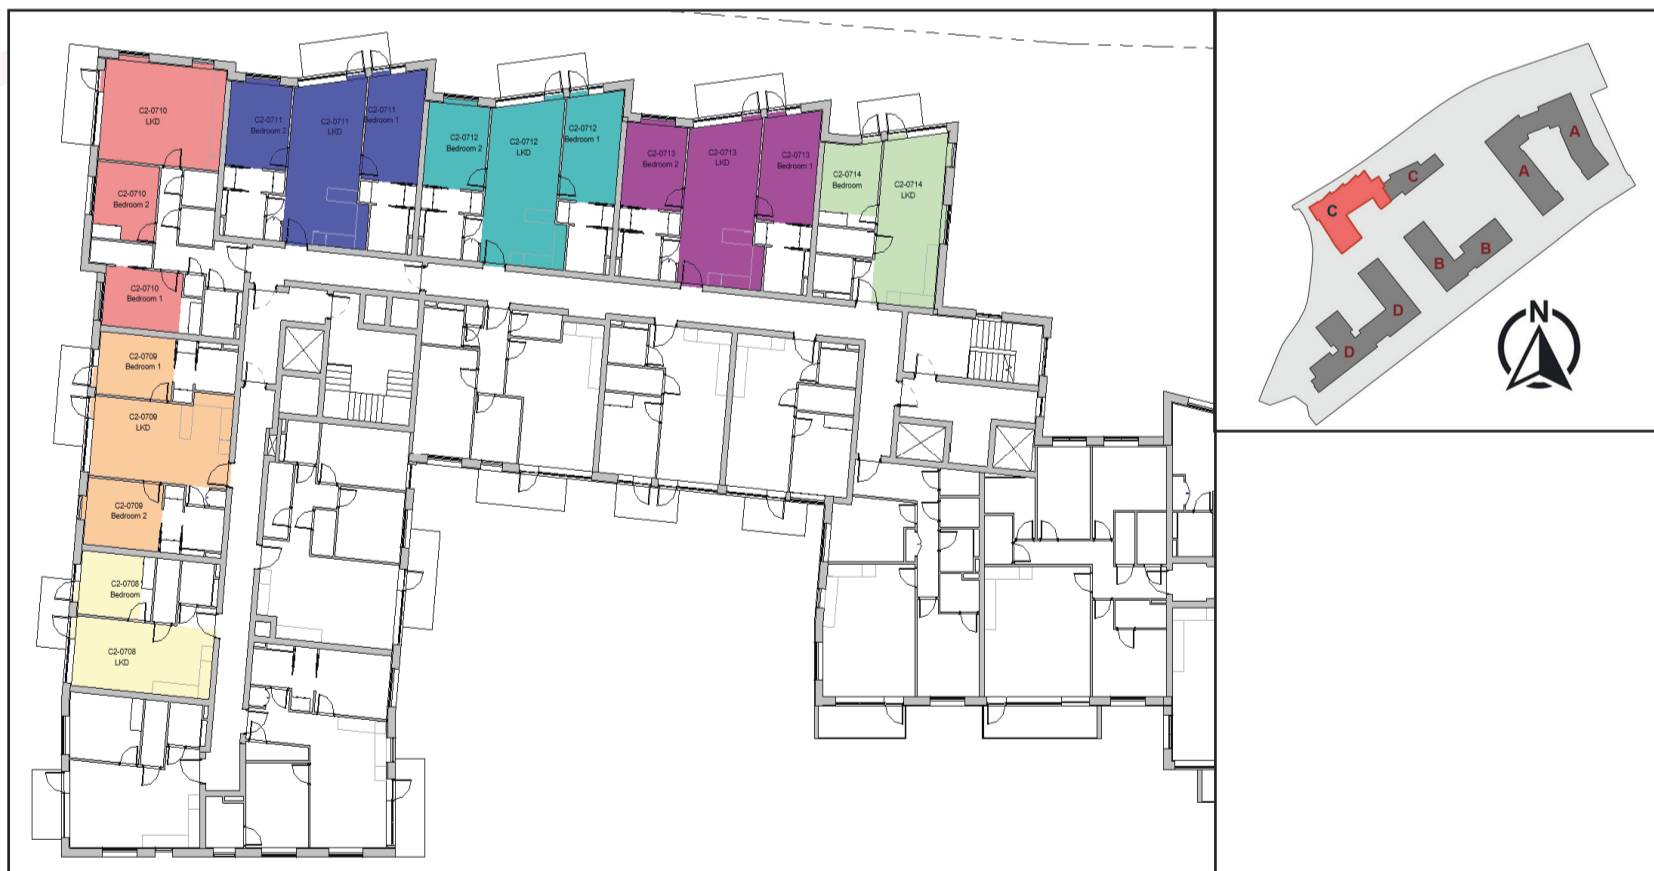 C2-0710
LKD
C2-0710
Bedroom 2
C2-0710
Bedroom 1
C2-0711
Bedroom 2
C2-0711
LKD
C2-0711
Bedroom 1
C2-0712
Bedroom 2
C2-0712
LKD
C2-0712
Bedroom 1
C2-0713
Bedroom 2
C2-0713
LKD
C2-0713
Bedroom 1
C2-0714
Bedroom
C2-0714
LKD
C2-0709
Bedroom 1
C2-0709
LKD
C2-0709
Bedroom 2
C2-0708
Bedroom
C2-0708
LKD
A
A
C
C
B
B
D
D
N